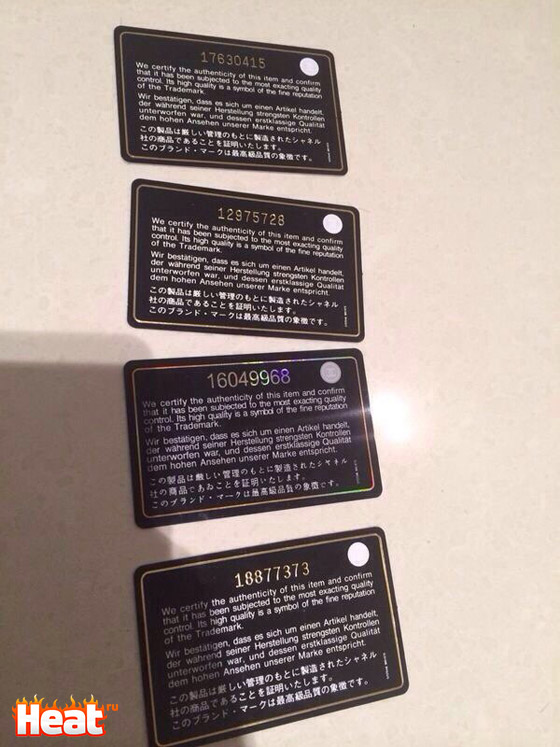 17630415
We certify the authenticity of this item and confirm
that it has been subjected to the most exacting quality
control. Its high quality is a symbol of the fine reputation
of the Trademark.
Wir bestätigen, dass es sich um einen Artikel handelt,
der während seiner Herstellung strengsten Kontrollen
unterworfen war, und dessen erstklassige Qualität
dem hohen Ansehen unserer Marke entspricht.
この製品は厳しい管理のもとに製造されたシャネル
社の商品であることを証明いたします。
このブランド・マークは最高級品質の象徴です。
12975728
We certify the authenticity of this item and confirm
that it has been subjected to the most exacting quality
control. Its high quality is a symbol of the fine reputation
of the Trademark.
Wir bestätigen, dass es sich um einen Artikel handelt,
der während seiner Herstellung strengsten Kontrollen
unterworfen war, und dessen erstklassige Qualität
dem hohen Ansehen unserer Marke entspricht.
この製品は厳しい管理のもとに製造されたシャネル
社の商品であることを証明いたします。
このブランド・マークは最高級品質の象徴です。
16049968
We certify the authenticity of this item and confirm
that it has been subjected to the most exacting quality
control. Its high quality is a symbol of the fine reputation
of the Trademark.
Wir bestätigen, dass es sich um einen Artikel handelt,
der während seiner Herstellung strengsten Kontrollen
unterworfen war, und dessen erstklassige Qualität
dem hohen Ansehen unserer Marke entspricht.
この製品は厳しい管理のもとに製造されたシャネル
社の商品であねことを証明いたします。
このブランド・マークは最高級品質の象徴です。
18877373
We certify the authenticity of this item and confirm
that it has been subjected to the most exacting quality
control. Its high quality is a symbol of the fine reputation
of the Trademark.
Wir bestätigen, dass es sich um einen Artikel handelt,
der während seiner Herstellung strengsten Kontrollen
unterworfen war, und dessen erstklassige Qualität
dem hohen Ansehen unserer Marke entspricht.
この製品は厳しい管理のもとに製造されたシャネル
社の商品であることを証明いたします。
このブランド・マークは最高級品質の象徴です。
Heat.ru